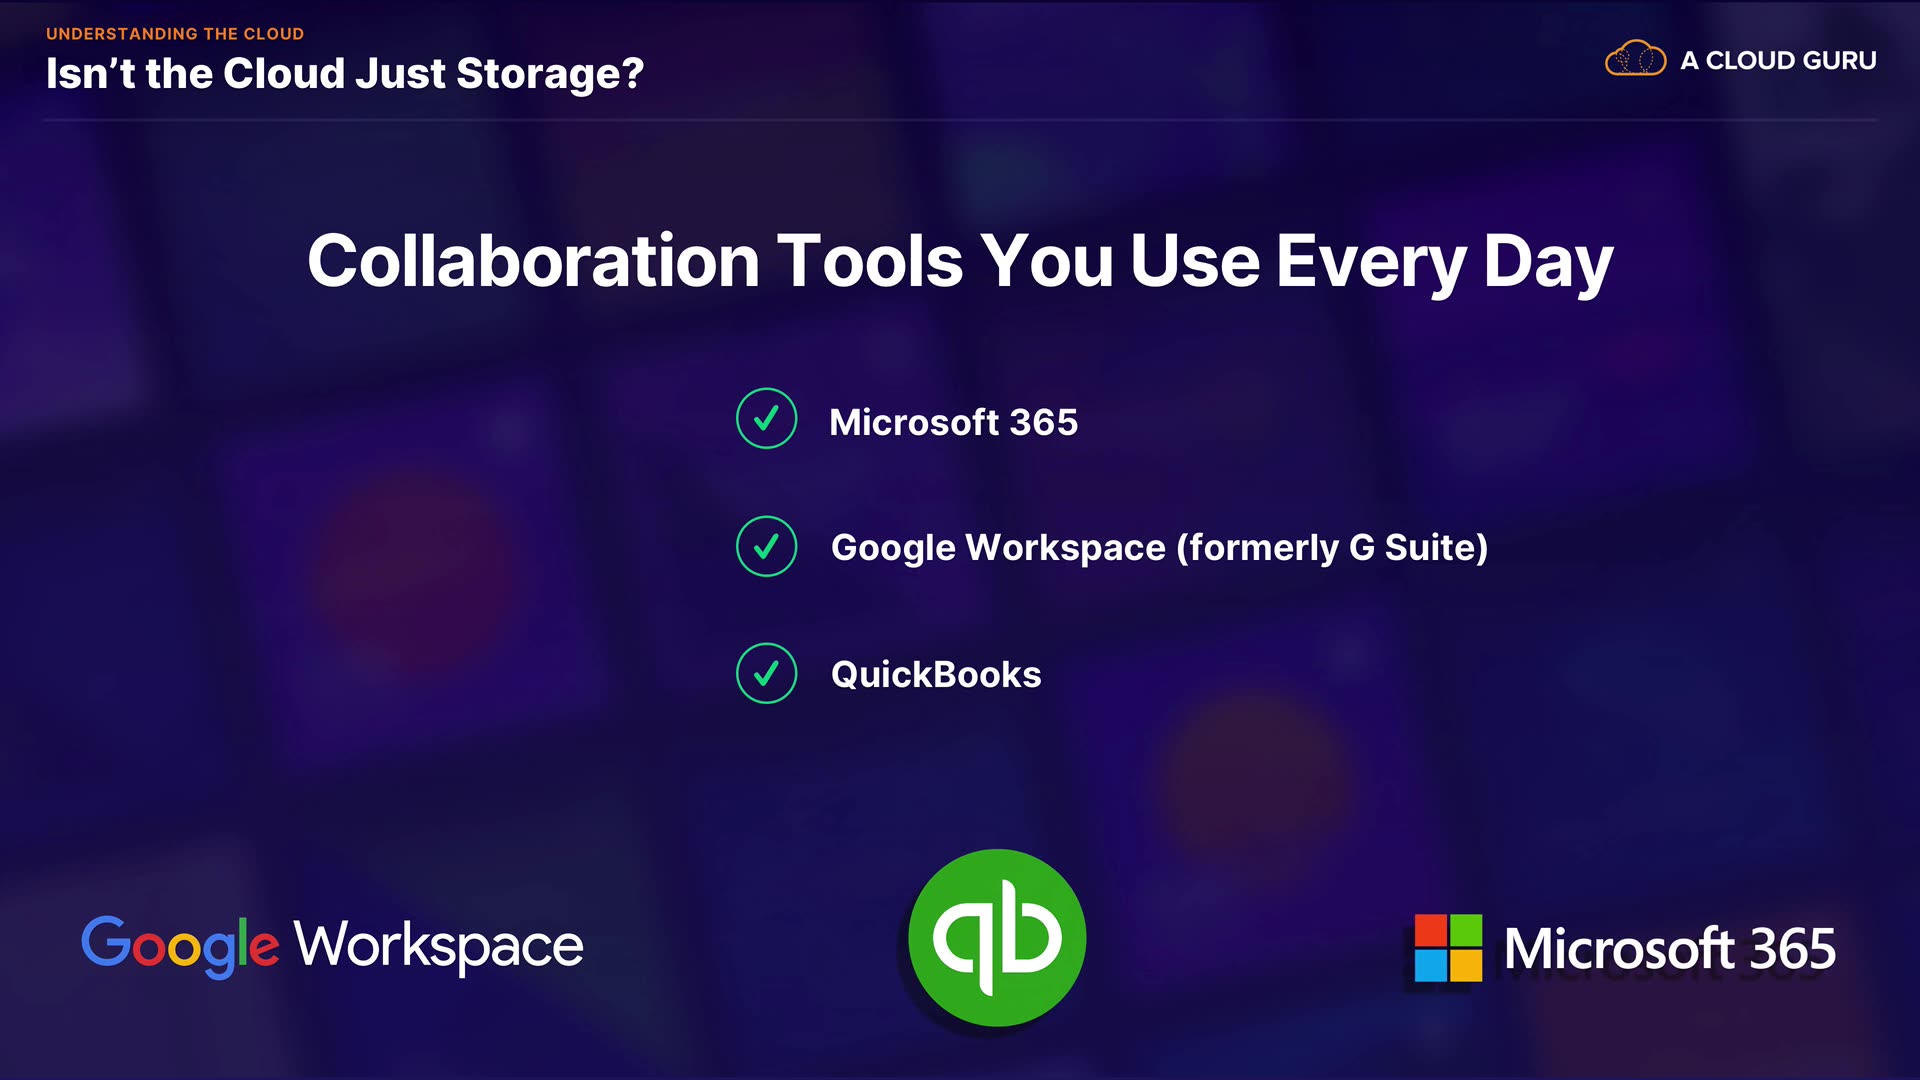 UNDERSTANDING THE CLOUD
Isn’t the Cloud Just Storage?
A CLOUD GURU
Collaboration Tools You Use Every Day
Microsoft 365
Google Workspace (formerly G Suite)
QuickBooks
Google Workspace
qb
Microsoft 365